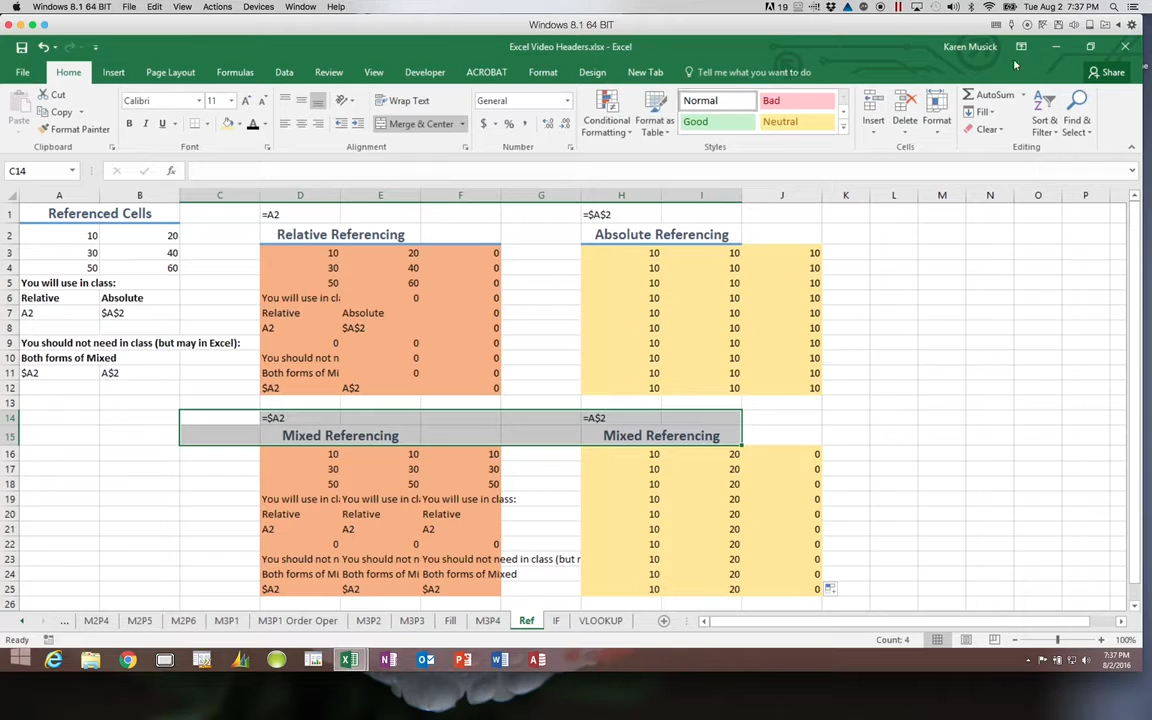 Windows 8.1 64 BIT File Edit View Actions Devices Window Help 19 Tue Aug 2 7:37 PM
Windows 8.1 64 BIT
Excel Video Headers.xlsx - Excel Karen Musick
File Home Insert Page Layout Formulas Data Review View Developer ACROBAT Format Design New Tab Tell me what you want to do Share
Paste Cut Copy Format Painter
Calibri 11 B I U A
Wrap Text Merge & Center
General $ % ,
Conditional Formatting Format as Table
Normal Bad Good Neutral
Insert Delete Format
AutoSum Fill Clear Sort & Filter Find & Select
Clipboard Font Alignment Number Styles Cells Editing
C14 fx
A B C D E F G H I J K L M N O P
1 =A2 =$A$2
Referenced Cells
2 10 20 Relative Referencing Absolute Referencing
3 30 40 10 20 0 10 10 10
4 50 60 30 40 0 10 10 10
5 You will use in class: 50 60 0 10 10 10
6 Relative Absolute You will use in cl 0 0 10 10 10
7 A2 $A$2 Relative Absolute 0 10 10 10
8 A2 $A$2 0 10 10 10
9 You should not need in class (but may in Excel): 0 0 0 10 10 10
10 Both forms of Mixed You should not n 0 0 10 10 10
11 $A2 A$2 Both forms of Mi 0 0 10 10 10
12 $A2 A$2 0 10 10 10
13
14 =$A2 =A$2
15 Mixed Referencing Mixed Referencing
16 10 10 10 10 20 0
17 30 30 30 10 20 0
18 50 50 50 10 20 0
19 You will use in cl You will use in cl You will use in class: 10 20 0
20 Relative Relative Relative 10 20 0
21 A2 A2 A2 10 20 0
22 0 0 0 10 20 0
23 You should not n You should not n You should not need in class (but r 10 20 0
24 Both forms of Mi Both forms of Mi Both forms of Mixed 10 20 0
25 $A2 $A2 $A2 10 20 0
26
... M2P4 M2P5 M2P6 M3P1 M3P1 Order Oper M3P2 M3P3 Fill M3P4 Ref IF VLOOKUP
Ready Count: 4 100%
7:37 PM
8/2/2016